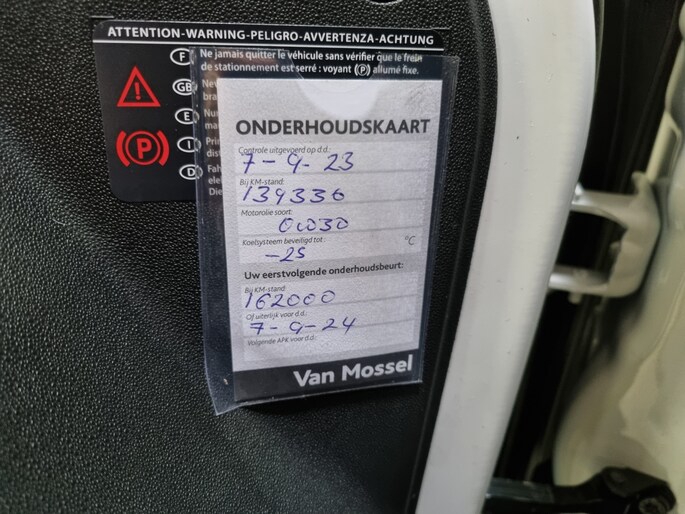 ATTENTION-WARNING-PELIGRO-AVVERTENZA-ACHTUNG
F Ne jamais quitter le véhicule sans vérifier que le frein
de stationnement est serré : voyant (P) allumé fixe.
GB
E
I
D
P
ONDERHOUDSKAART
Controle uitgevoerd op d.d.:
7-9-23
Bij KM-stand:
139336
Motorolie soort:
0W30
Koelsysteem beveiligd tot: °C
-25
Uw eerstvolgende onderhoudsbeurt:
Bij KM-stand:
162000
Of uiterlijk voor d.d.:
7-9-24
Volgende APK voor d.d.:
Van Mossel